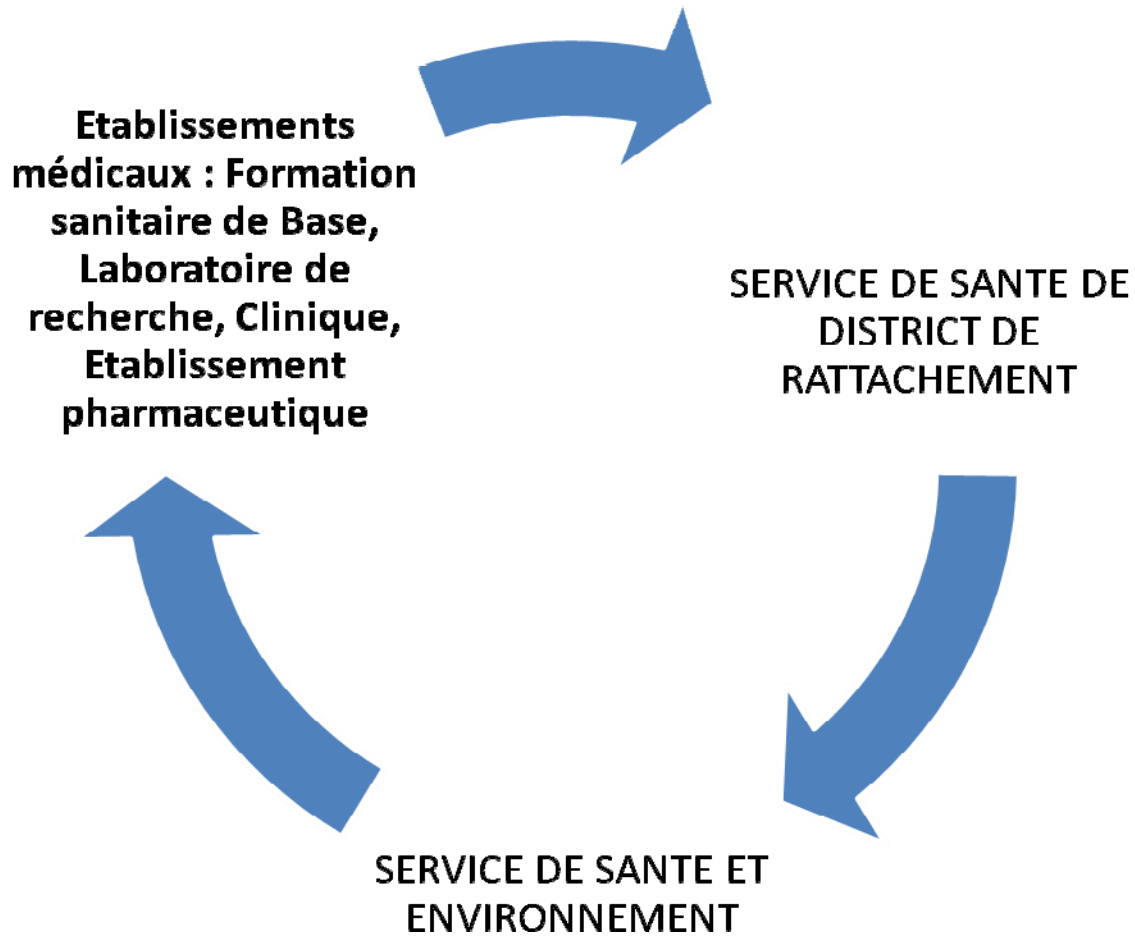 Etablissements
médicaux : Formation
sanitaire de Base,
Laboratoire de
recherche, Clinique,
Etablissement
pharmaceutique
SERVICE DE SANTE DE
DISTRICT DE
RATTACHEMENT
SERVICE DE SANTE ET
ENVIRONNEMENT